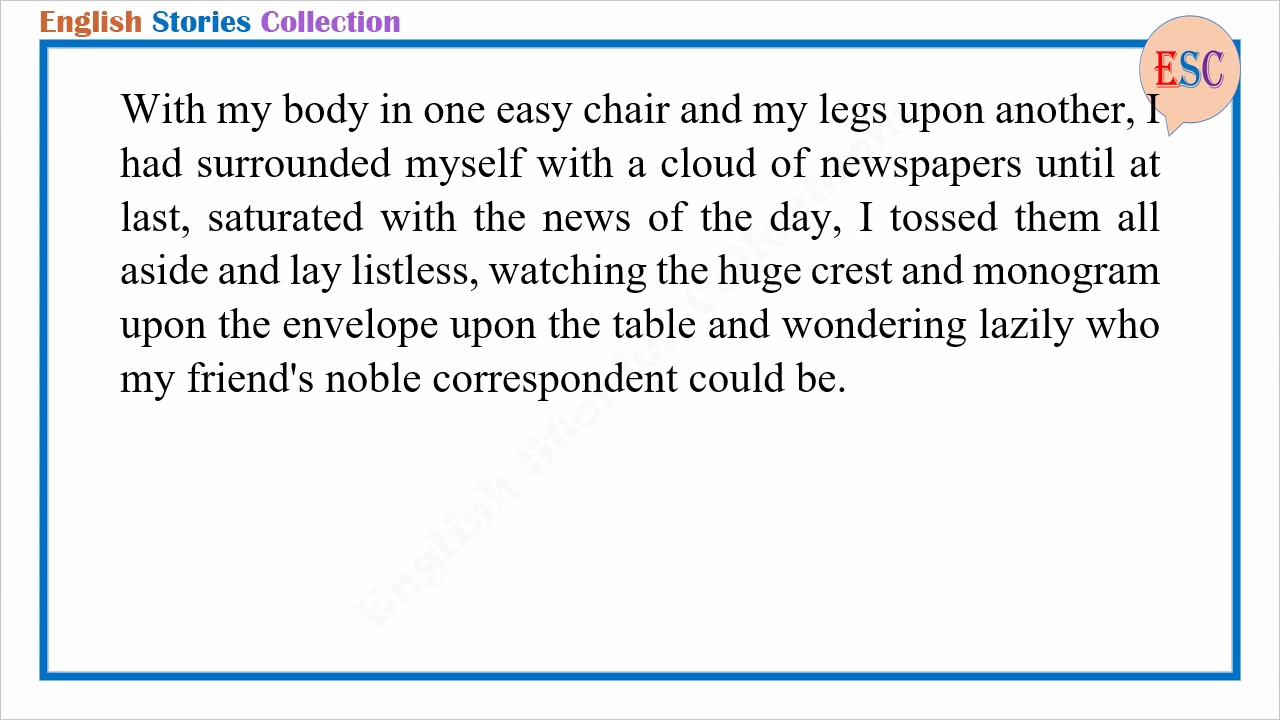 English Stories Collection
ESC
With my body in one easy chair and my legs upon another, I
had surrounded myself with a cloud of newspapers until at
last, saturated with the news of the day, I tossed them all
aside and lay listless, watching the huge crest and monogram
upon the envelope upon the table and wondering lazily who
my friend's noble correspondent could be.
English Stories Collection